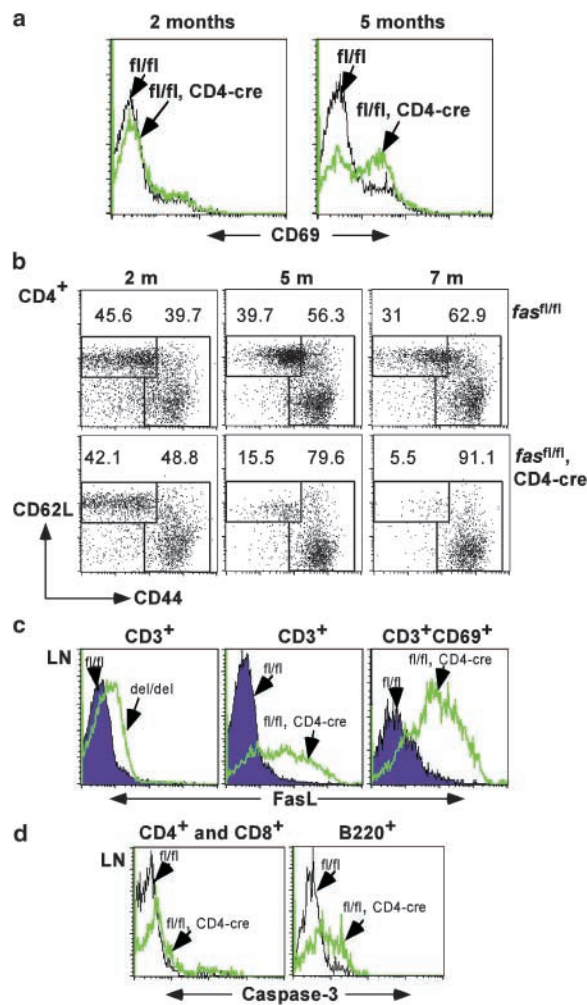 a
2 months
5 months
fl/fl
fl/fl, CD4-cre
fl/fl
fl/fl, CD4-cre
CD69
b
CD4+
2 m
5 m
7 m
45.6 39.7
39.7 56.3
31 62.9
fas^fl/fl
42.1 48.8
15.5 79.6
5.5 91.1
fas^fl/fl,
CD4-cre
CD62L
CD44
c
LN
CD3+
CD3+
CD3+CD69+
fl/fl
del/del
fl/fl
fl/fl, CD4-cre
fl/fl, CD4-cre
fl/fl
FasL
d
LN
CD4+ and CD8+
B220+
fl/fl
fl/fl, CD4-cre
fl/fl
fl/fl, CD4-cre
Caspase-3